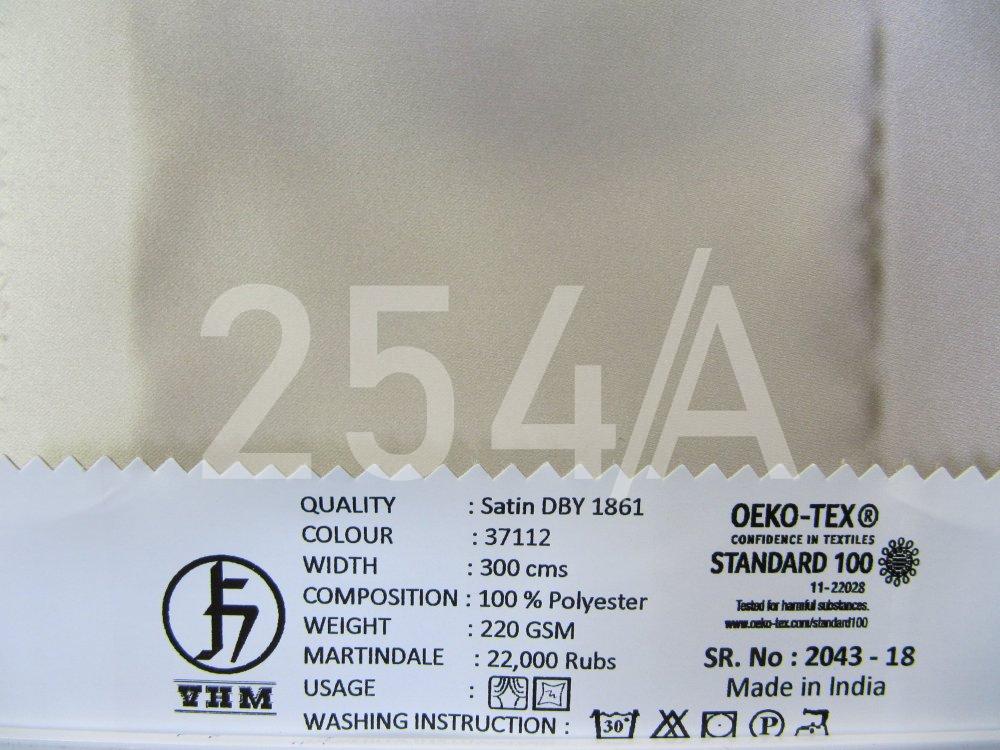 254/A
QUALITY : Satin DBY 1861
COLOUR : 37112
WIDTH : 300 cms
COMPOSITION : 100 % Polyester
WEIGHT : 220 GSM
MARTINDALE : 22,000 Rubs
USAGE :
WASHING INSTRUCTION : 30° P
VHM
OEKO-TEX®
CONFIDENCE IN TEXTILES
STANDARD 100
11-22028
Tested for harmful substances.
www.oeko-tex.com/standard100
SR. No : 2043 - 18
Made in India